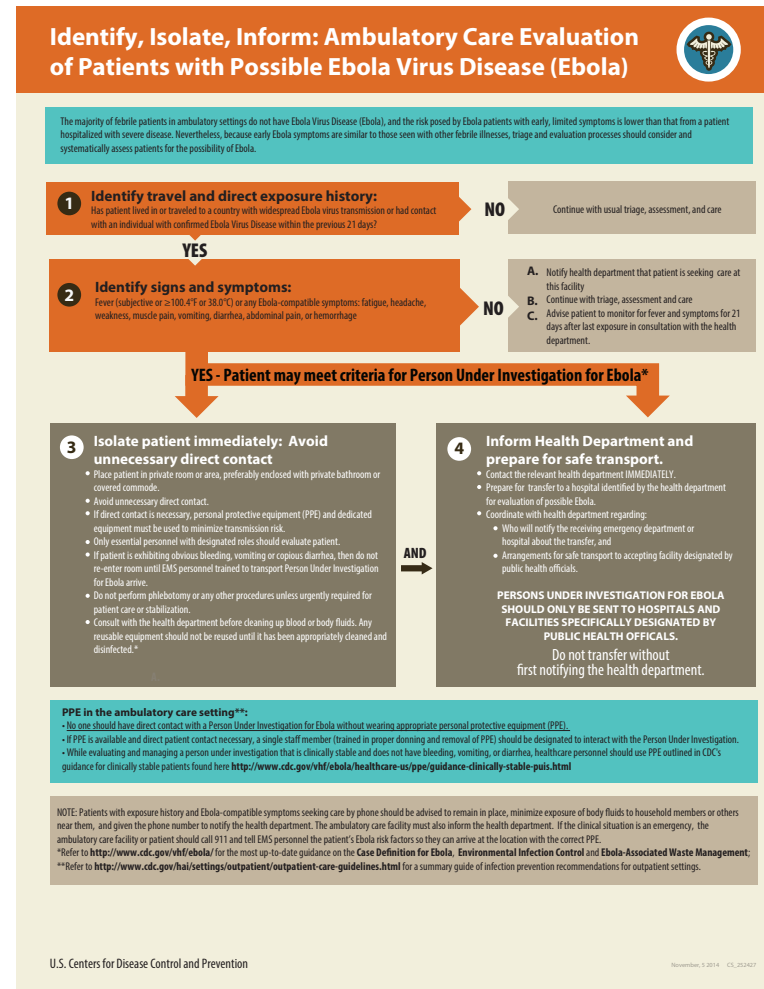 Identify, Isolate, Inform: Ambulatory Care Evaluation
of Patients with Possible Ebola Virus Disease (Ebola)
The majority of febrile patients in ambulatory settings do not have Ebola Virus Disease (Ebola), and the risk posed by Ebola patients with early, limited symptoms is lower than that from a patient
hospitalized with severe disease. Nevertheless, because early Ebola symptoms are similar to those seen with other febrile illnesses, triage and evaluation processes should consider and
systematically assess patients for the possibility of Ebola.
1
Identify travel and direct exposure history:
Has patient lived in or traveled to a country with widespread Ebola virus transmission or had contact
with an individual with confirmed Ebola Virus Disease within the previous 21 days?
NO
Continue with usual triage, assessment, and care
YES
2
Identify signs and symptoms:
Fever (subjective or ≥100.4°F or 38.0°C) or any Ebola-compatible symptoms: fatigue, headache,
weakness, muscle pain, vomiting, diarrhea, abdominal pain, or hemorrhage
NO
A. Notify health department that patient is seeking care at
this facility
B. Continue with triage, assessment and care
C. Advise patient to monitor for fever and symptoms for 21
days after last exposure in consultation with the health
department.
YES - Patient may meet criteria for Person Under Investigation for Ebola*
3
Isolate patient immediately: Avoid
unnecessary direct contact
• Place patient in private room or area, preferably enclosed with private bathroom or
covered commode.
• Avoid unnecessary direct contact.
• If direct contact is necessary, personal protective equipment (PPE) and dedicated
equipment must be used to minimize transmission risk.
• Only essential personnel with designated roles should evaluate patient.
• If patient is exhibiting obvious bleeding, vomiting or copious diarrhea, then do not
re-enter room until EMS personnel trained to transport Person Under Investigation
for Ebola arrive.
• Do not perform phlebotomy or any other procedures unless urgently required for
patient care or stabilization.
• Consult with the health department before cleaning up blood or body fluids. Any
reusable equipment should not be reused until it has been appropriately cleaned and
disinfected.*
AND
4
Inform Health Department and
prepare for safe transport.
• Contact the relevant health department IMMEDIATELY.
• Prepare for transfer to a hospital identified by the health department
for evaluation of possible Ebola.
• Coordinate with health department regarding:
• Who will notify the receiving emergency department or
hospital about the transfer, and
• Arrangements for safe transport to accepting facility designated by
public health officials.
PERSONS UNDER INVESTIGATION FOR EBOLA
SHOULD ONLY BE SENT TO HOSPITALS AND
FACILITIES SPECIFICALLY DESIGNATED BY
PUBLIC HEALTH OFFICALS.
Do not transfer without
first notifying the health department.
PPE in the ambulatory care setting**:
• No one should have direct contact with a Person Under Investigation for Ebola without wearing appropriate personal protective equipment (PPE).
• If PPE is available and direct patient contact necessary, a single staff member (trained in proper donning and removal of PPE) should be designated to interact with the Person Under Investigation.
• While evaluating and managing a person under investigation that is clinically stable and does not have bleeding, vomiting, or diarrhea, healthcare personnel should use PPE outlined in CDC's
guidance for clinically stable patients found here http://www.cdc.gov/vhf/ebola/healthcare-us/ppe/guidance-clinically-stable-puis.html
NOTE: Patients with exposure history and Ebola-compatible symptoms seeking care by phone should be advised to remain in place, minimize exposure of body fluids to household members or others
near them, and given the phone number to notify the health department. The ambulatory care facility must also inform the health department. If the clinical situation is an emergency, the
ambulatory care facility or patient should call 911 and tell EMS personnel the patient's Ebola risk factors so they can arrive at the location with the correct PPE.
*Refer to http://www.cdc.gov/vhf/ebola/ for the most up-to-date guidance on the Case Definition for Ebola, Environmental Infection Control and Ebola-Associated Waste Management;
**Refer to http://www.cdc.gov/hai/settings/outpatient/outpatient-care-guidelines.html for a summary guide of infection prevention recommendations for outpatient settings.
U.S. Centers for Disease Control and Prevention
November, 5 2014 CS_252427